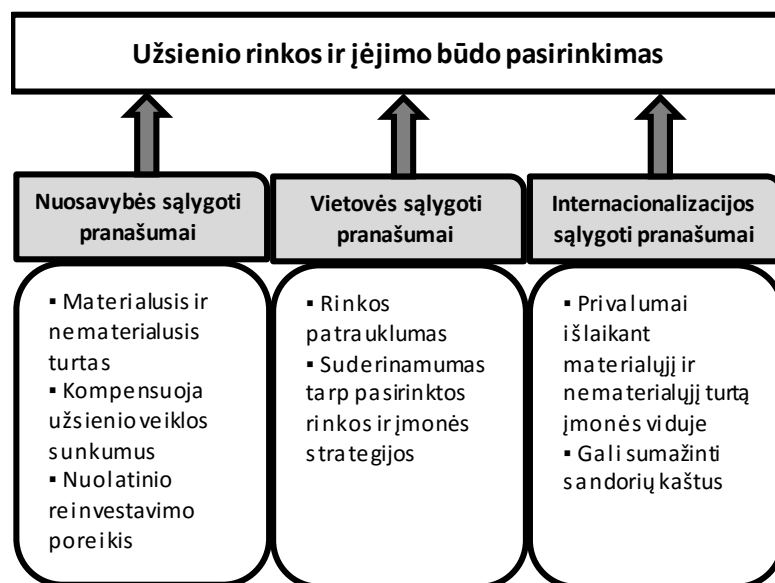 Užsienio rinkos ir įėjimo būdo pasirinkimas
Nuosavybės sąlygoti
pranašumai
▪ Materialusis ir
nematerialusis
turtas
▪ Kompensuoja
užsienio veiklos
sunkumus
▪ Nuolatinio
reinvestavimo
poreikis
Vietovės sąlygoti
pranašumai
▪ Rinkos
patrauklumas
▪ Suderinamumas
tarp pasirinktos
rinkos ir įmonės
strategijos
Internacionalizacijos
sąlygoti pranašumai
▪ Privalumai
išlaikant
materialųjį ir
nematerialųjį turtą
įmonės viduje
▪ Gali sumažinti
sandorių kaštus